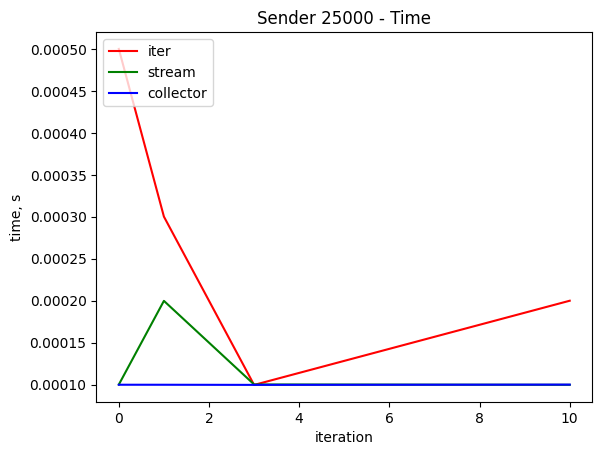 Sender 25000 - Time
iter
stream
collector
0.00050
0.00045
0.00040
0.00035
0.00030
0.00025
0.00020
0.00015
0.00010
time, s
0 2 4 6 8 10
iteration